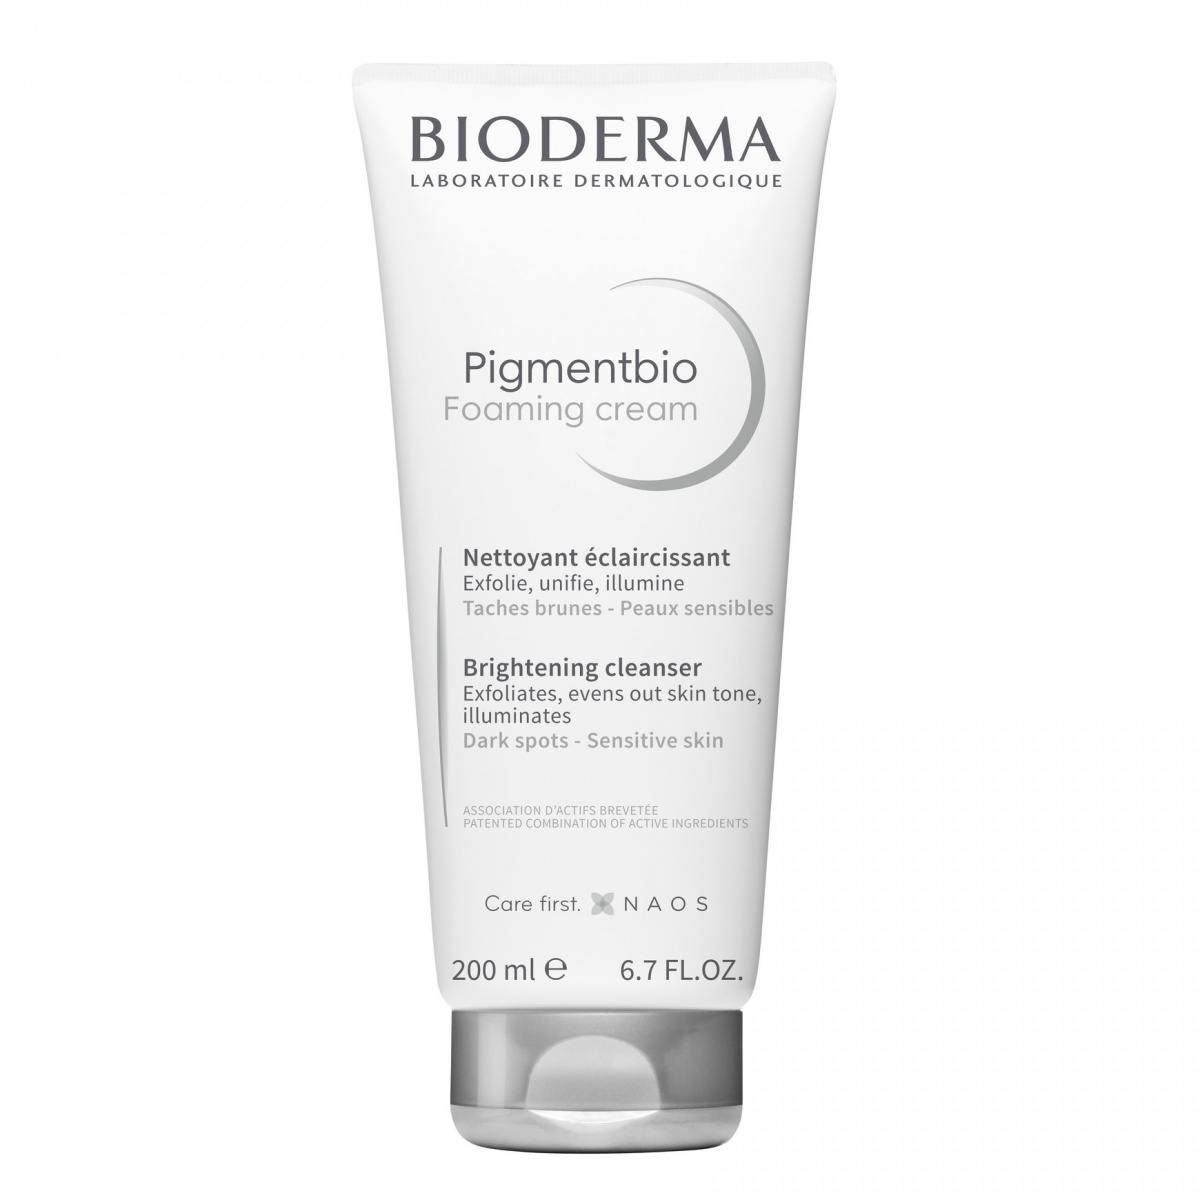 BIODERMA
LABORATOIRE DERMATOLOGIQUE
Pigmentbio
Foaming cream
Nettoyant éclaircissant
Exfolie, unifie, illumine
Taches brunes - Peaux sensibles
Brightening cleanser
Exfoliates, evens out skin tone,
illuminates
Dark spots - Sensitive skin
ASSOCIATION D'ACTIFS BREVETÉE
PATENTED COMBINATION OF ACTIVE INGREDIENTS
Care first. NAOS
200 ml ℮ 6.7 FL.OZ.